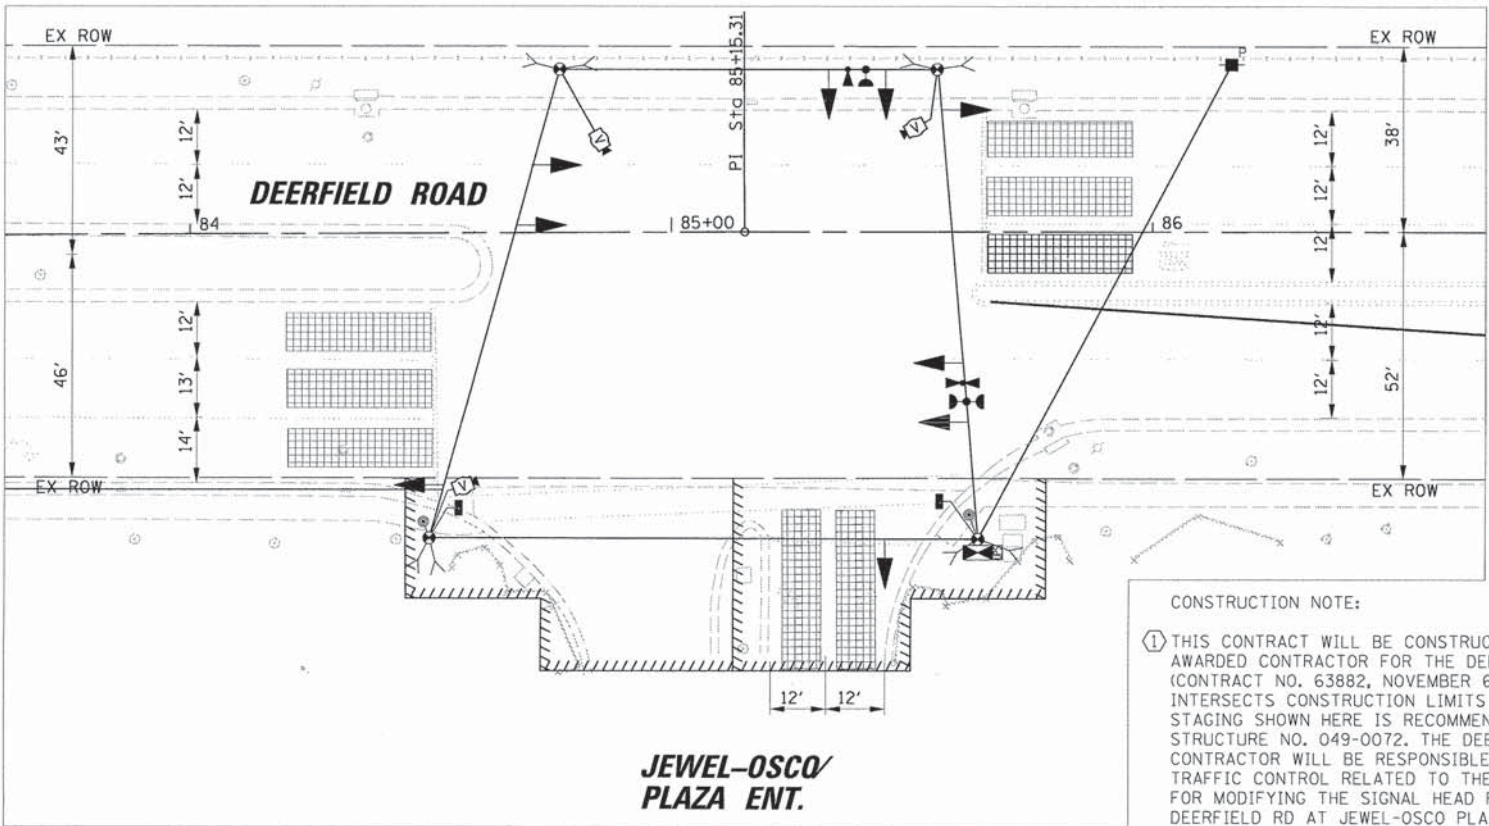 EX ROW
EX ROW
PI Sta 85+15.31
P
43'
12'
12'
38'
12'
12'
V
V
DEERFIELD ROAD
84
85+00
86
12'
12'
46'
12'
13'
14'
12'
12'
52'
EX ROW
V
EX ROW
12'
12'
JEWEL-OSCO/
PLAZA ENT.
CONSTRUCTION NOTE:
1 THIS CONTRACT WILL BE CONSTRUC
AWARDED CONTRACTOR FOR THE DE
(CONTRACT NO. 63882, NOVEMBER 6
INTERSECTS CONSTRUCTION LIMITS
STAGING SHOWN HERE IS RECOMMEN
STRUCTURE NO. 049-0072. THE DEE
CONTRACTOR WILL BE RESPONSIBLE
TRAFFIC CONTROL RELATED TO THE
FOR MODIFYING THE SIGNAL HEAD
DEERFIELD RD AT JEWEL-OSCO PLA